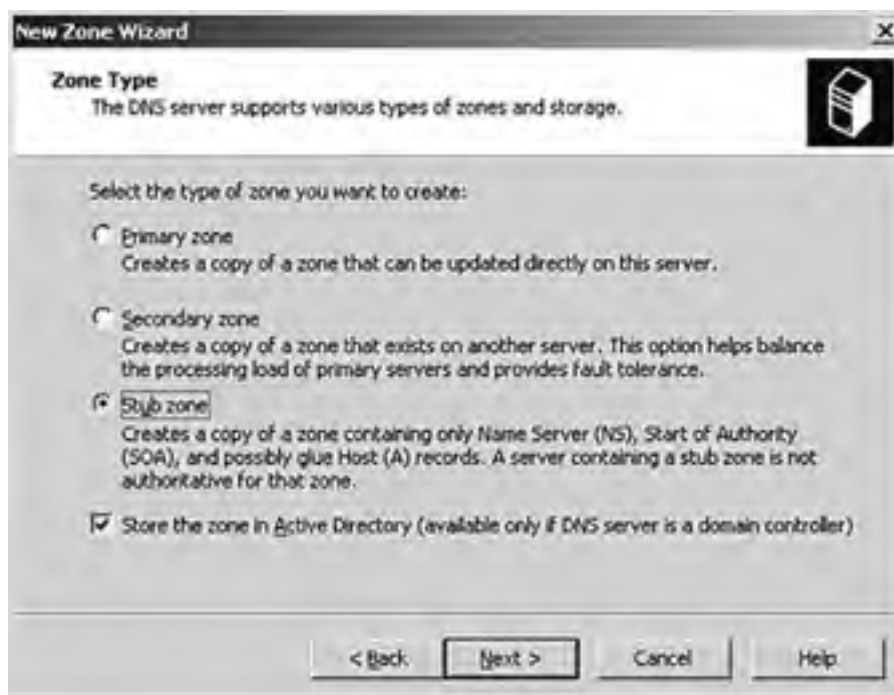 New Zone Wizard
Zone Type
The DNS server supports various types of zones and storage.
Select the type of zone you want to create:
Primary zone
Creates a copy of a zone that can be updated directly on this server.
Secondary zone
Creates a copy of a zone that exists on another server. This option helps balance
the processing load of primary servers and provides fault tolerance.
Stub zone
Creates a copy of a zone containing only Name Server (NS), Start of Authority
(SOA), and possibly glue Host (A) records. A server containing a stub zone is not
authoritative for that zone.
Store the zone in Active Directory (available only if DNS server is a domain controller)
< Back
Next >
Cancel
Help